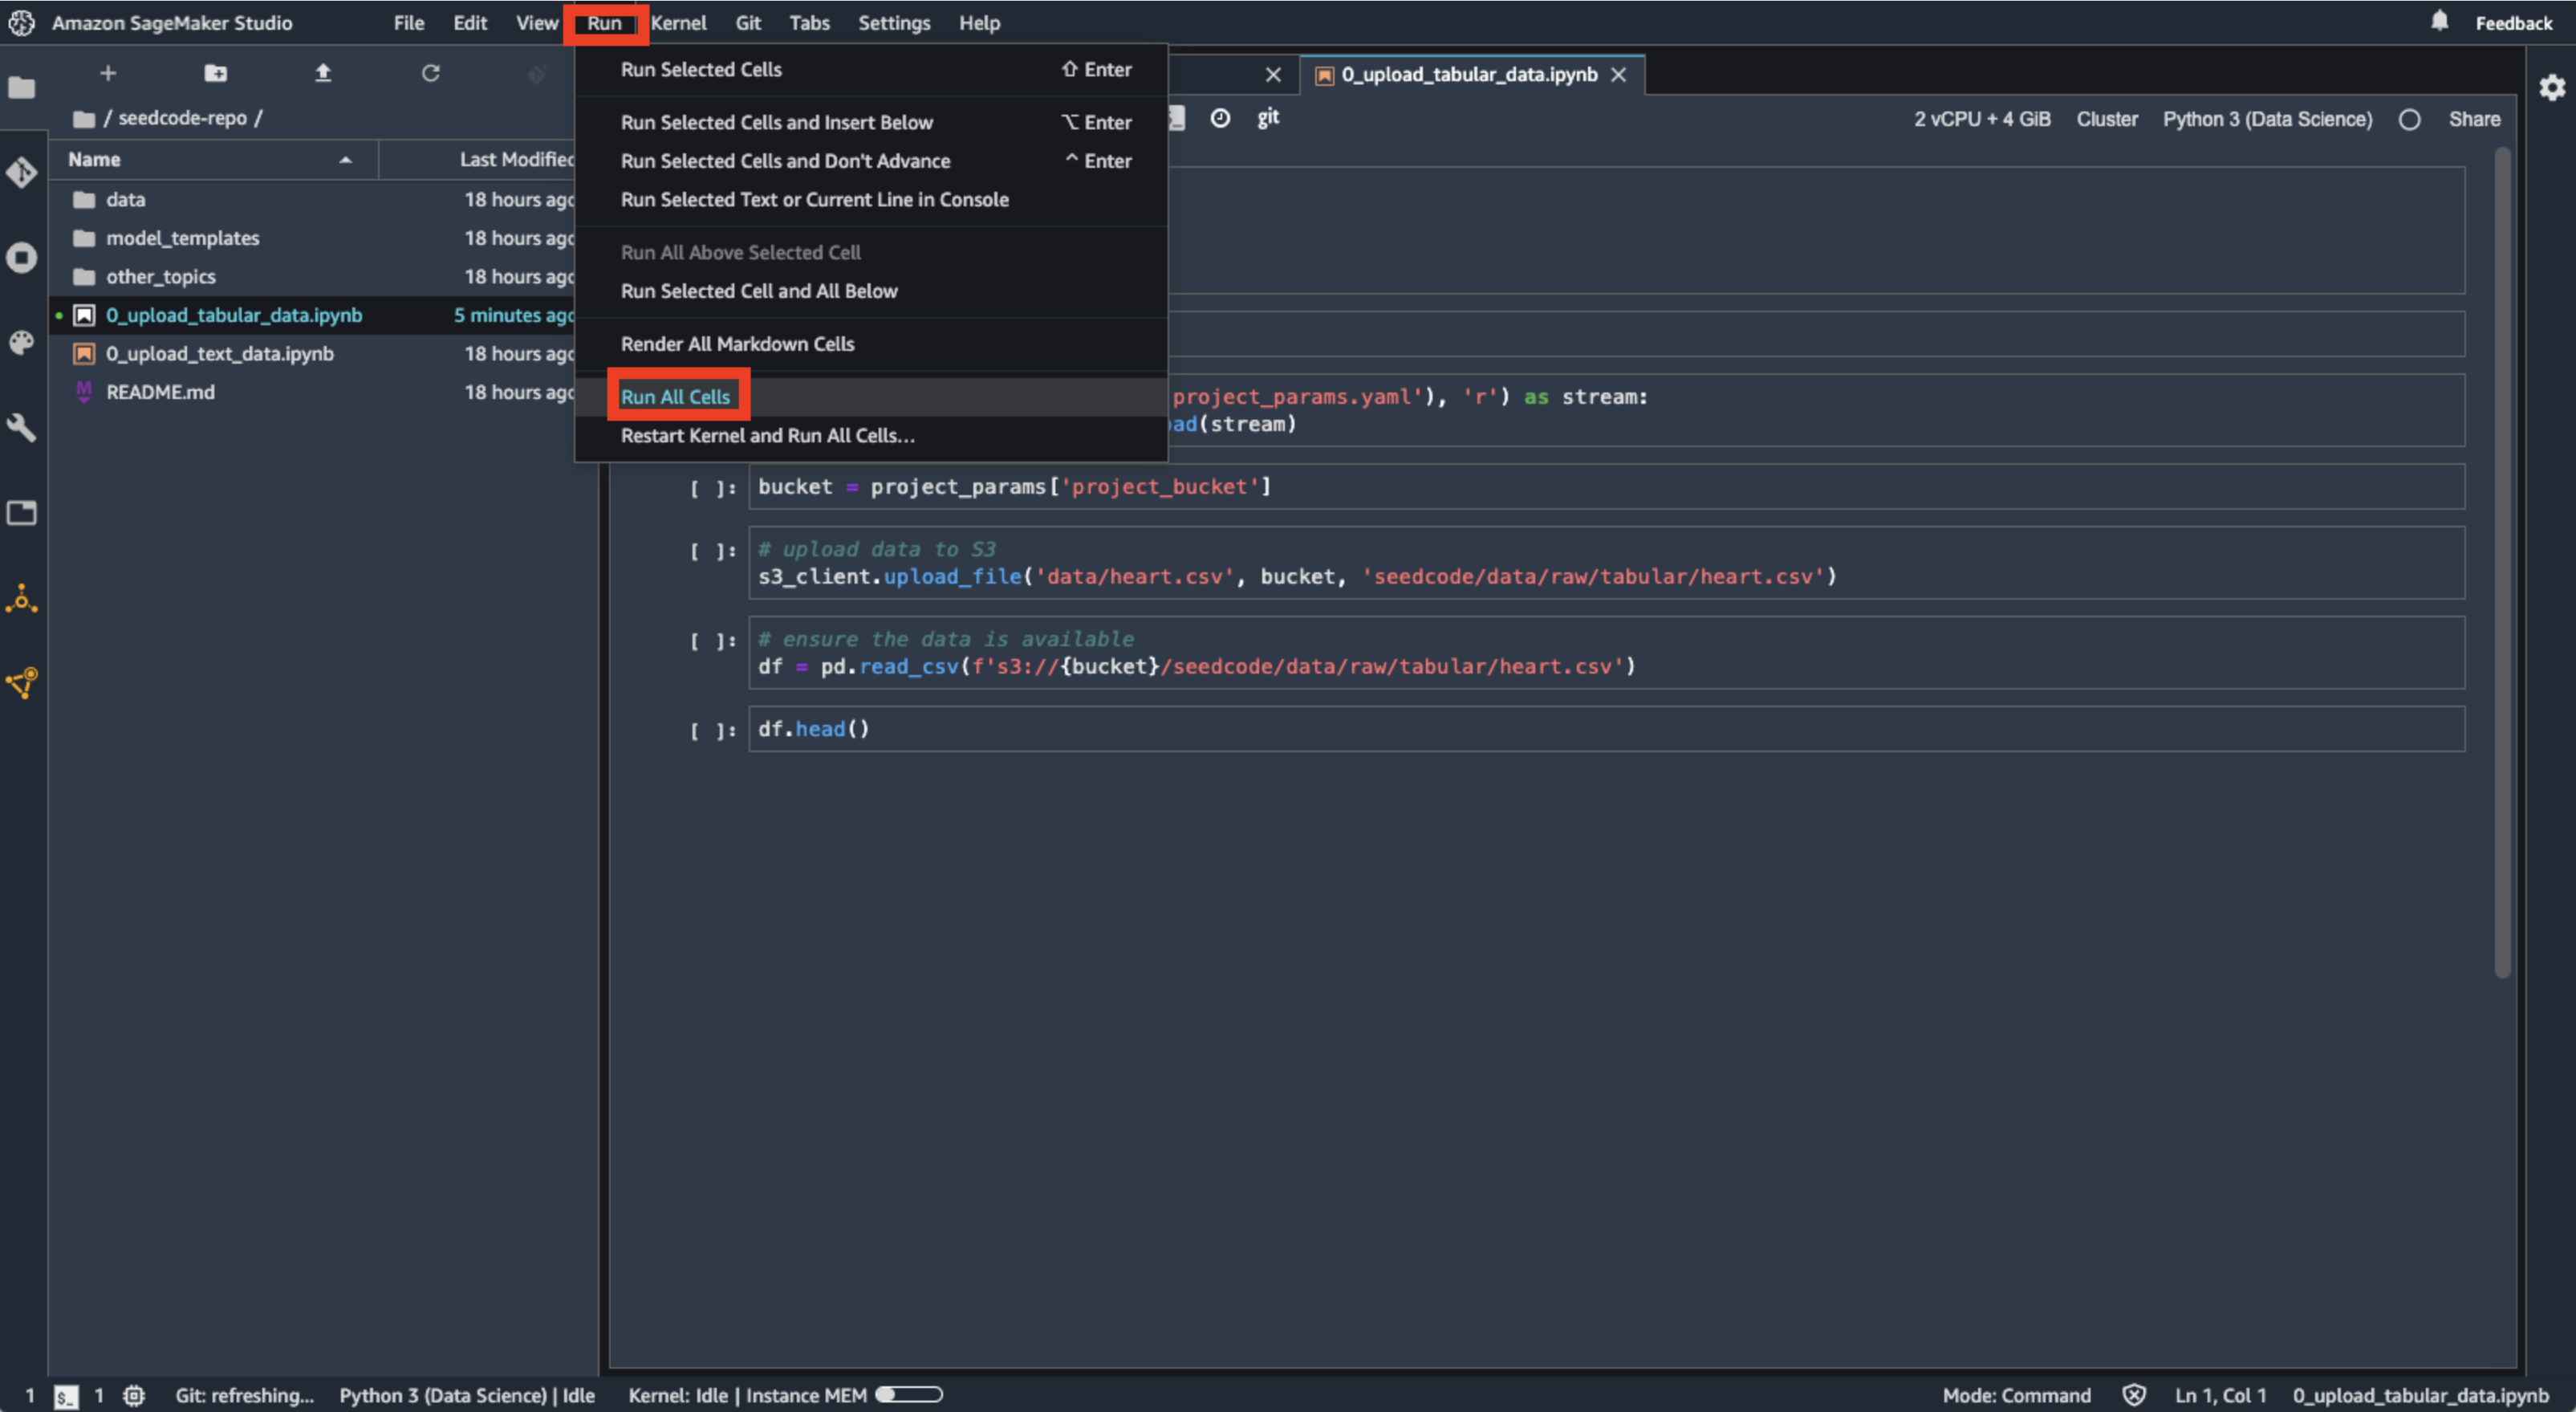 Amazon SageMaker Studio File Edit View Run Kernel Git Tabs Settings Help Feedback
/ seedcode-repo /
Name Last Modified
data 18 hours ago
model_templates 18 hours ago
other_topics 18 hours ago
0_upload_tabular_data.ipynb 5 minutes ago
0_upload_text_data.ipynb 18 hours ago
README.md 18 hours ago
Run Selected Cells ⇧ Enter
Run Selected Cells and Insert Below ⌥ Enter
Run Selected Cells and Don't Advance ^ Enter
Run Selected Text or Current Line in Console
Run All Above Selected Cell
Run Selected Cell and All Below
Render All Markdown Cells
Run All Cells
Restart Kernel and Run All Cells...
0_upload_tabular_data.ipynb
git 2 vCPU + 4 GiB Cluster Python 3 (Data Science) Share
project_params.yaml'), 'r') as stream:
ad(stream)
[ ]: bucket = project_params['project_bucket']
[ ]: # upload data to S3
s3_client.upload_file('data/heart.csv', bucket, 'seedcode/data/raw/tabular/heart.csv')
[ ]: # ensure the data is available
df = pd.read_csv(f's3://{bucket}/seedcode/data/raw/tabular/heart.csv')
[ ]: df.head()
1 $_ 1 Git: refreshing... Python 3 (Data Science) | Idle Kernel: Idle | Instance MEM Mode: Command Ln 1, Col 1 0_upload_tabular_data.ipynb